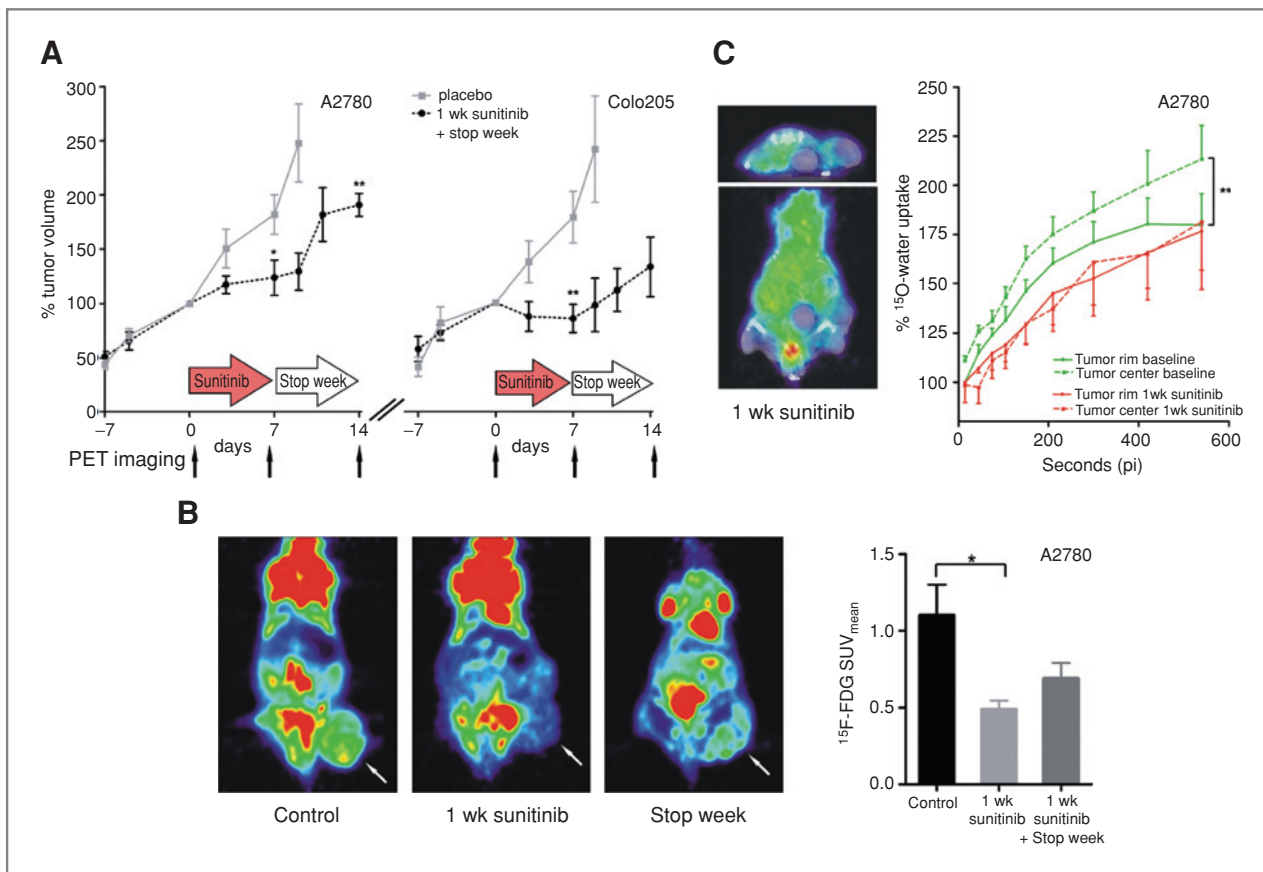 A
300
250
200
150
100
50
0
% tumor volume
A2780
placebo
1 wk sunitinib
+ stop week
Colo205
Sunitinib
Stop week
Sunitinib
Stop week
–7
0
7
14
–7
0
7
14
days
days
PET imaging
*
**
**
C
1 wk sunitinib
A2780
250
225
200
175
150
125
100
% ¹⁵O-water uptake
**
Tumor rim baseline
Tumor center baseline
Tumor rim 1wk sunitinib
Tumor center 1wk sunitinib
0
200
400
600
Seconds (pi)
B
Control
1 wk sunitinib
Stop week
A2780
1.5
1.0
0.5
0.0
¹⁵F-FDG SUVmean
*
Control
1 wk
sunitinib
1 wk
sunitinib
+ Stop week